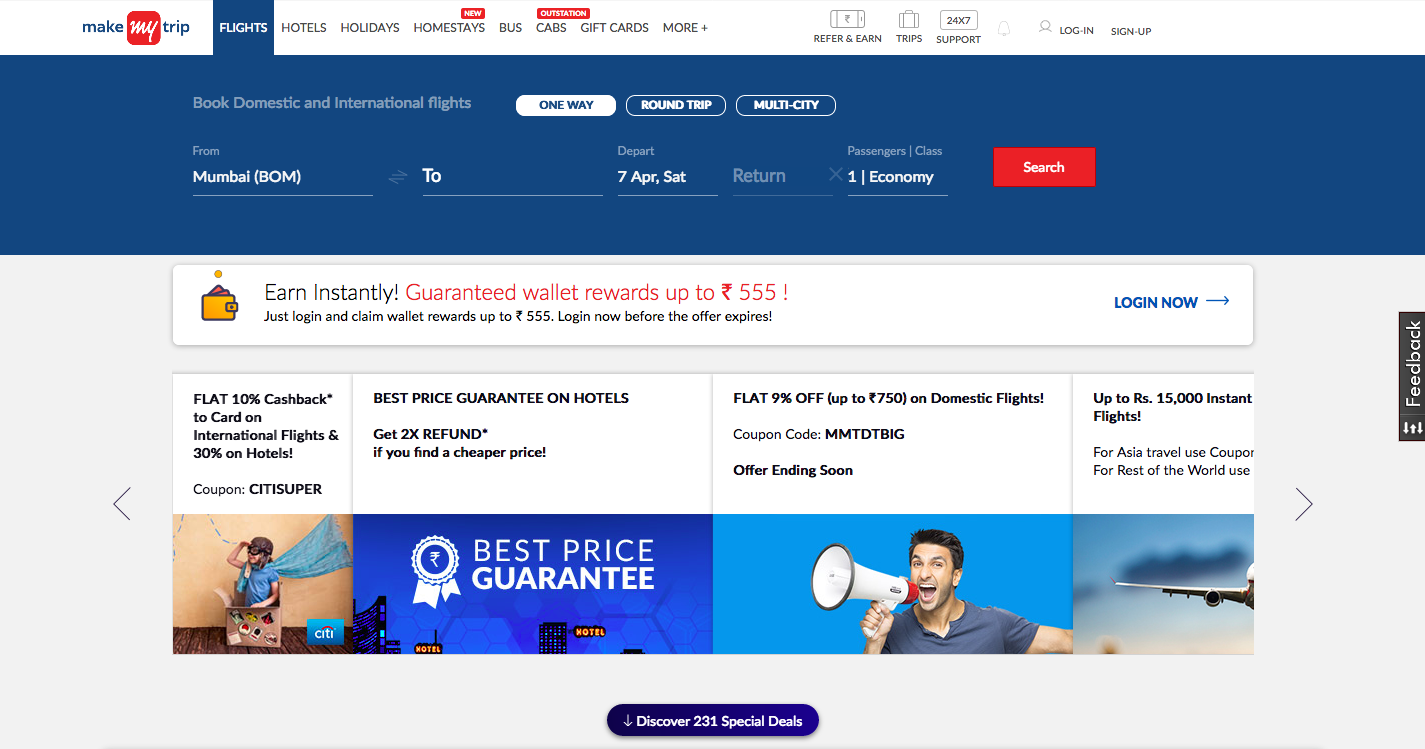 make my trip
FLIGHTS
HOTELS
HOLIDAYS
NEW
HOMESTAYS
BUS
OUTSTATION
CABS
GIFT CARDS
MORE +
₹
REFER & EARN
TRIPS
24X7
SUPPORT
LOG-IN
SIGN-UP
Book Domestic and International flights
ONE WAY
ROUND TRIP
MULTI-CITY
From
Mumbai (BOM)
To
Depart
7 Apr, Sat
Return
Passengers | Class
1 | Economy
Search
Earn Instantly! Guaranteed wallet rewards up to ₹ 555 !
Just login and claim wallet rewards up to ₹ 555. Login now before the offer expires!
LOGIN NOW
Feedback
FLAT 10% Cashback*
to Card on
International Flights &
30% on Hotels!
Coupon: CITISUPER
citi
BEST PRICE GUARANTEE ON HOTELS
Get 2X REFUND*
if you find a cheaper price!
₹
BEST PRICE
GUARANTEE
HOTEL
HOTEL
FLAT 9% OFF (up to ₹750) on Domestic Flights!
Coupon Code: MMTDTBIG
Offer Ending Soon
Up to Rs. 15,000 Instant
Flights!
For Asia travel use Coupon
For Rest of the World use
Discover 231 Special Deals